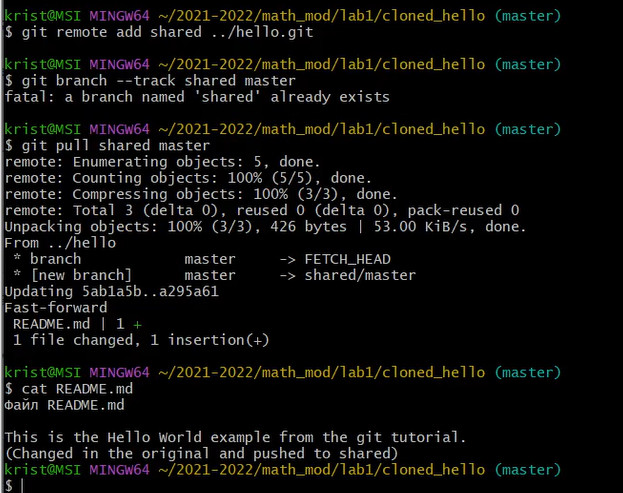 krist@MSI MINGW64 ~/2021-2022/math_mod/lab1/cloned_hello (master)
$ git remote add shared ../hello.git

krist@MSI MINGW64 ~/2021-2022/math_mod/lab1/cloned_hello (master)
$ git branch --track shared master
fatal: a branch named 'shared' already exists

krist@MSI MINGW64 ~/2021-2022/math_mod/lab1/cloned_hello (master)
$ git pull shared master
remote: Enumerating objects: 5, done.
remote: Counting objects: 100% (5/5), done.
remote: Compressing objects: 100% (3/3), done.
remote: Total 3 (delta 0), reused 0 (delta 0), pack-reused 0
Unpacking objects: 100% (3/3), 426 bytes | 53.00 KiB/s, done.
From ../hello
 * branch            master     -> FETCH_HEAD
 * [new branch]      master     -> shared/master
Updating 5ab1a5b..a295a61
Fast-forward
 README.md | 1 +
 1 file changed, 1 insertion(+)

krist@MSI MINGW64 ~/2021-2022/math_mod/lab1/cloned_hello (master)
$ cat README.md
Файл README.md

This is the Hello World example from the git tutorial.
(Changed in the original and pushed to shared)
krist@MSI MINGW64 ~/2021-2022/math_mod/lab1/cloned_hello (master)
$